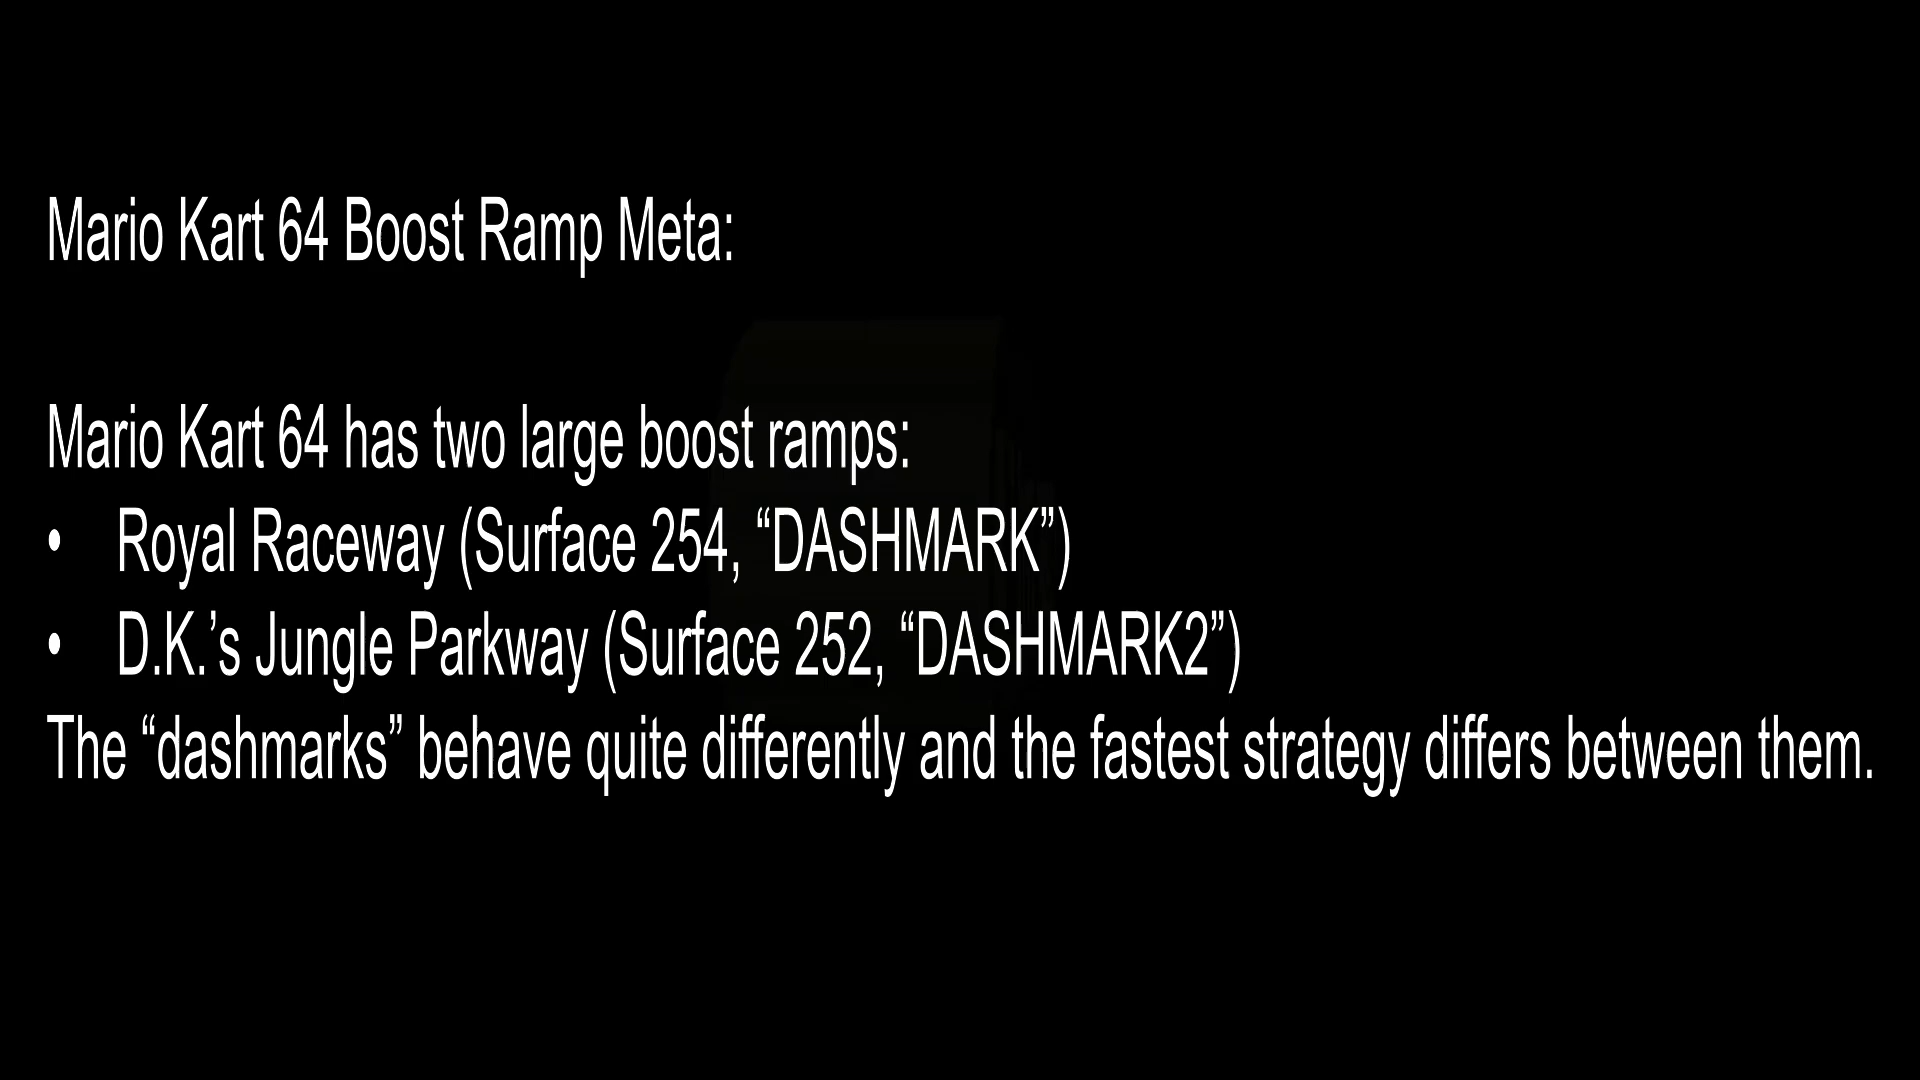 Mario Kart 64 Boost Ramp Meta:
Mario Kart 64 has two large boost ramps:
• Royal Raceway (Surface 254, “DASHMARK”)
• D.K.’s Jungle Parkway (Surface 252, “DASHMARK2”)
The “dashmarks” behave quite differently and the fastest strategy differs between them.